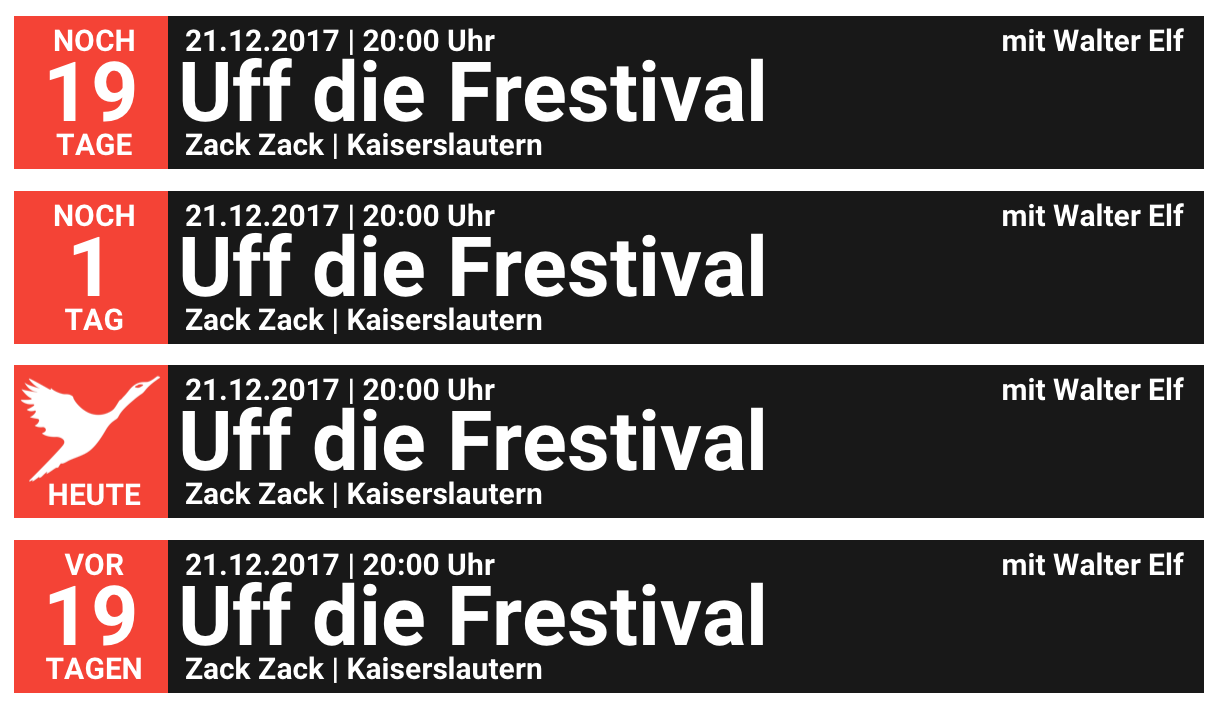 NOCH
19
TAGE
21.12.2017 | 20:00 Uhr
mit Walter Elf
Uff die Frestival
Zack Zack | Kaiserslautern
NOCH
1
TAG
21.12.2017 | 20:00 Uhr
mit Walter Elf
Uff die Frestival
Zack Zack | Kaiserslautern
HEUTE
21.12.2017 | 20:00 Uhr
mit Walter Elf
Uff die Frestival
Zack Zack | Kaiserslautern
VOR
19
TAGEN
21.12.2017 | 20:00 Uhr
mit Walter Elf
Uff die Frestival
Zack Zack | Kaiserslautern